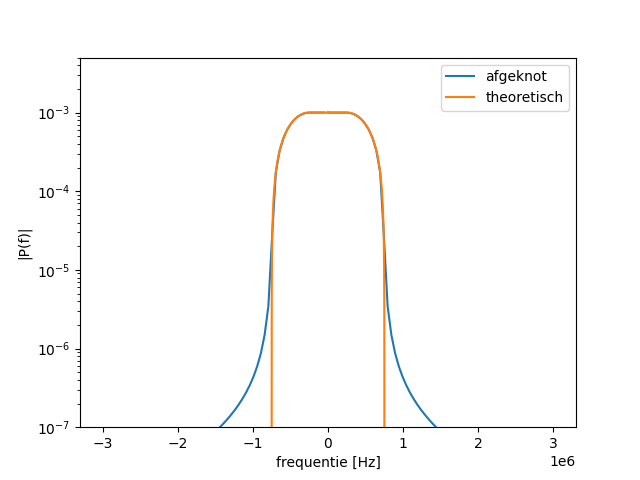 afgeknot
theoretisch
10⁻³
10⁻⁴
10⁻⁵
10⁻⁶
10⁻⁷
|P(f)|
−3 −2 −1 0 1 2 3
1e6
frequentie [Hz]